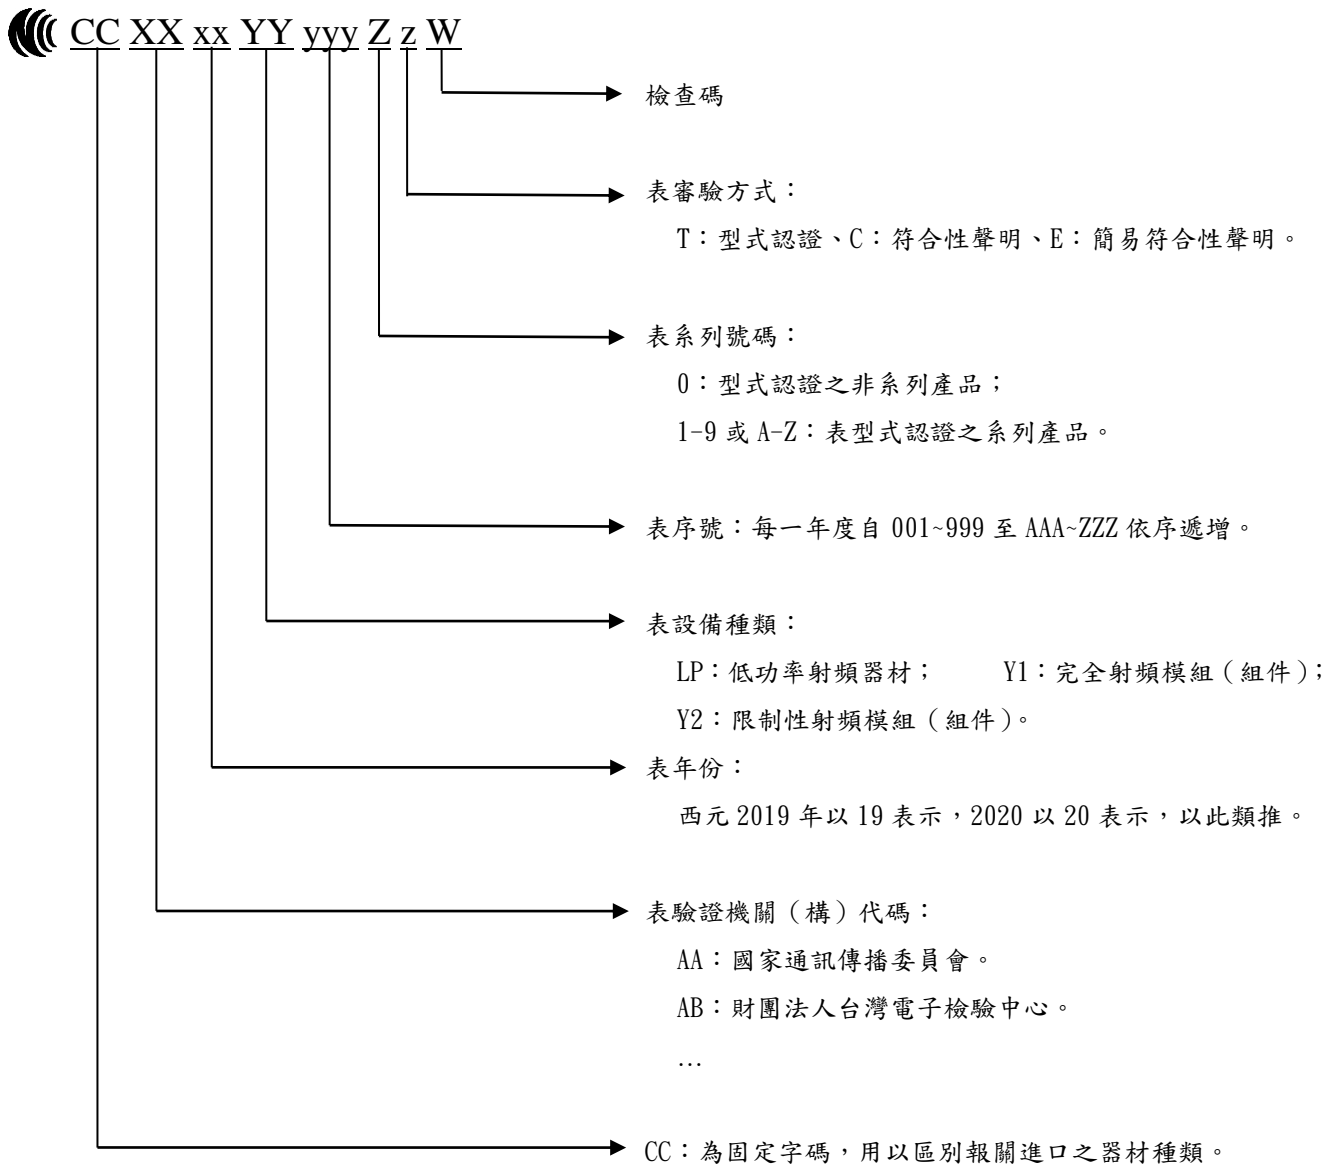 CC XX xx YY yyy Z z W
檢查碼
表審驗方式：
T：型式認證、C：符合性聲明、E：簡易符合性聲明。
表系列號碼：
0：型式認證之非系列產品；
1-9 或 A-Z：表型式認證之系列產品。
表序號：每一年度自 001~999 至 AAA~ZZZ 依序遞增。
表設備種類：
LP：低功率射頻器材； Y1：完全射頻模組（組件）；
Y2：限制性射頻模組（組件）。
表年份：
西元 2019 年以 19 表示，2020 以 20 表示，以此類推。
表驗證機關（構）代碼：
AA：國家通訊傳播委員會。
AB：財團法人台灣電子檢驗中心。
…
CC：為固定字碼，用以區別報關進口之器材種類。